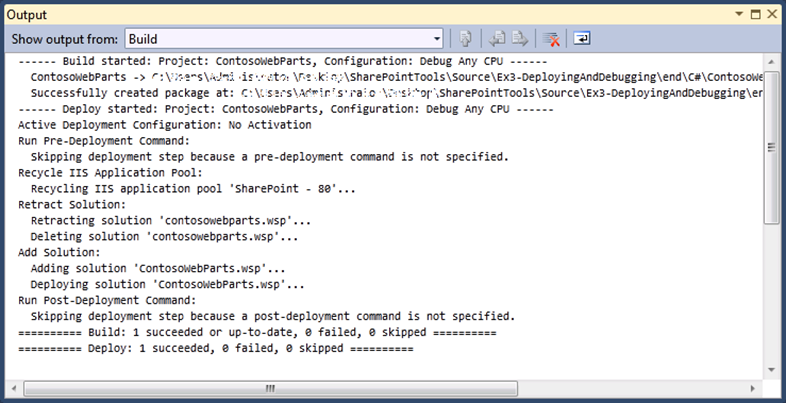 Output
Show output from: Build
------ Build started: Project: ContosoWebParts, Configuration: Debug Any CPU ------
ContosoWebParts -> C:\Users\Administrator\Desktop\SharePointTools\Source\Ex3-DeployingAndDebugging\end\C#\ContosoWe
Successfully created package at: C:\Users\Administrator\Desktop\SharePointTools\Source\Ex3-DeployingAndDebugging\en
------ Deploy started: Project: ContosoWebParts, Configuration: Debug Any CPU ------
Active Deployment Configuration: No Activation
Run Pre-Deployment Command:
Skipping deployment step because a pre-deployment command is not specified.
Recycle IIS Application Pool:
Recycling IIS application pool 'SharePoint - 80'...
Retract Solution:
Retracting solution 'contosowebparts.wsp'...
Deleting solution 'contosowebparts.wsp'...
Add Solution:
Adding solution 'ContosoWebParts.wsp'...
Deploying solution 'ContosoWebParts.wsp'...
Run Post-Deployment Command:
Skipping deployment step because a post-deployment command is not specified.
========== Build: 1 succeeded or up-to-date, 0 failed, 0 skipped ==========
========== Deploy: 1 succeeded, 0 failed, 0 skipped ==========